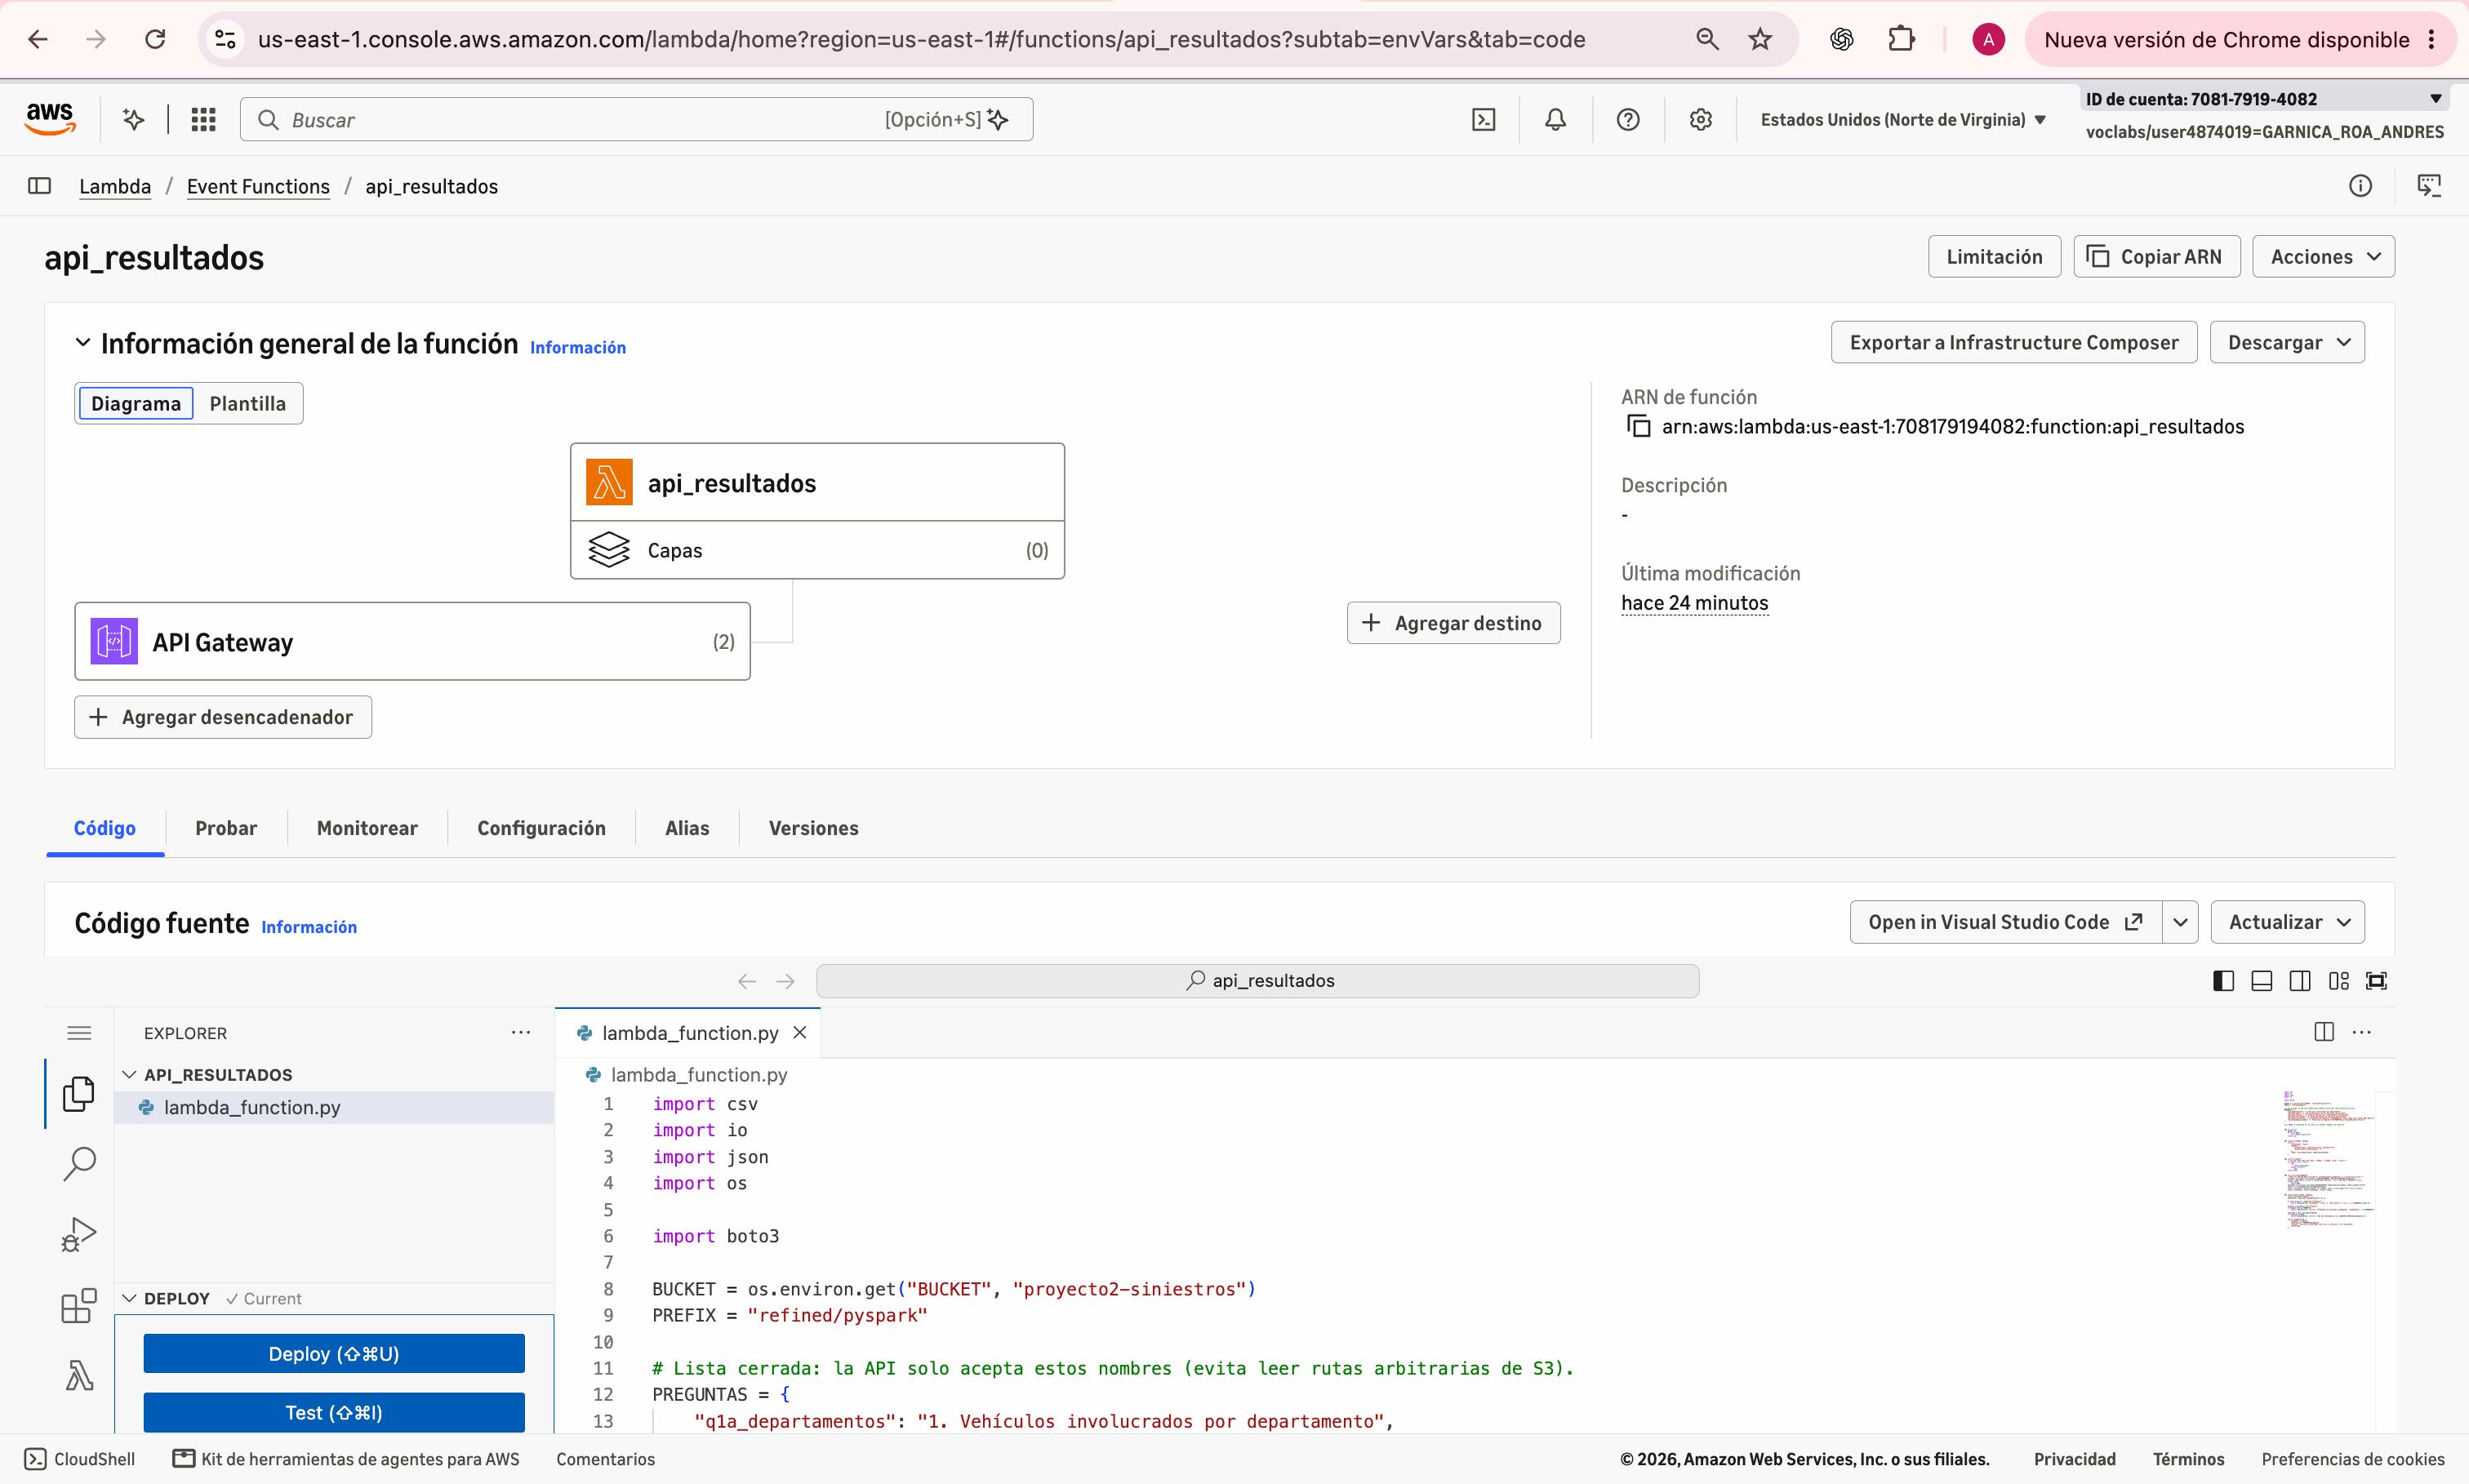 us-east-1.console.aws.amazon.com/lambda/home?region=us-east-1#/functions/api_resultados?subtab=envVars&tab=code
A
Nueva versión de Chrome disponible
aws
Buscar
[Opción+S]
Estados Unidos (Norte de Virginia)
ID de cuenta: 7081-7919-4082
voclabs/user4874019=GARNICA_ROA_ANDRES
Lambda / Event Functions / api_resultados
api_resultados
Limitación
Copiar ARN
Acciones
Información general de la función Información
Exportar a Infrastructure Composer
Descargar
Diagrama
Plantilla
api_resultados
Capas
(0)
API Gateway
(2)
Agregar desencadenador
Agregar destino
ARN de función
arn:aws:lambda:us-east-1:708179194082:function:api_resultados
Descripción
-
Última modificación
hace 24 minutos
Código
Probar
Monitorear
Configuración
Alias
Versiones
Código fuente Información
Open in Visual Studio Code
Actualizar
api_resultados
EXPLORER
API_RESULTADOS
lambda_function.py
DEPLOY Current
Deploy (⇧⌘U)
Test (⇧⌘I)
lambda_function.py
lambda_function.py
1 import csv
2 import io
3 import json
4 import os
5
6 import boto3
7
8 BUCKET = os.environ.get("BUCKET", "proyecto2-siniestros")
9 PREFIX = "refined/pyspark"
10
11 # Lista cerrada: la API solo acepta estos nombres (evita leer rutas arbitrarias de S3).
12 PREGUNTAS = {
13 "q1a_departamentos": "1. Vehículos involucrados por departamento",
CloudShell
Kit de herramientas de agentes para AWS
Comentarios
© 2026, Amazon Web Services, Inc. o sus filiales.
Privacidad
Términos
Preferencias de cookies